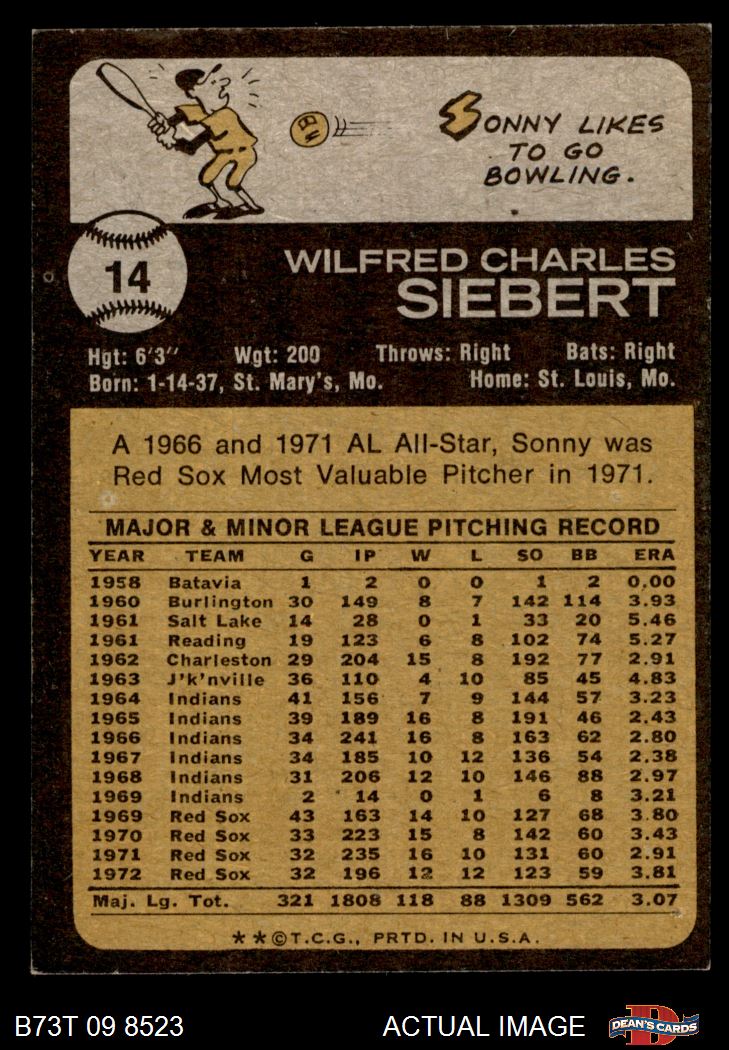 SONNY LIKES
TO GO
BOWLING.
14
WILFRED CHARLES
SIEBERT
Hgt: 6'3" Wgt: 200 Throws: Right Bats: Right
Born: 1-14-37, St. Mary's, Mo. Home: St. Louis, Mo.
A 1966 and 1971 AL All-Star, Sonny was
Red Sox Most Valuable Pitcher in 1971.
MAJOR & MINOR LEAGUE PITCHING RECORD
YEAR TEAM G IP W L SO BB ERA
1958 Batavia 1 2 0 0 1 2 0.00
1960 Burlington 30 149 8 7 142 114 3.93
1961 Salt Lake 14 28 0 1 33 20 5.46
1961 Reading 19 123 6 8 102 74 5.27
1962 Charleston 29 204 15 8 192 77 2.91
1963 J'k'nville 36 110 4 10 85 45 4.83
1964 Indians 41 156 7 9 144 57 3.23
1965 Indians 39 189 16 8 191 46 2.43
1966 Indians 34 241 16 8 163 62 2.80
1967 Indians 34 185 10 12 136 54 2.38
1968 Indians 31 206 12 10 146 88 2.97
1969 Indians 2 14 0 1 6 8 3.21
1969 Red Sox 43 163 14 10 127 68 3.80
1970 Red Sox 33 223 15 8 142 60 3.43
1971 Red Sox 32 235 16 10 131 60 2.91
1972 Red Sox 32 196 12 12 123 59 3.81
Maj. Lg. Tot. 321 1808 118 88 1309 562 3.07
**©T.C.G., PRTD. IN U.S.A.
B73T 09 8523 ACTUAL IMAGE DEAN'S CARDS